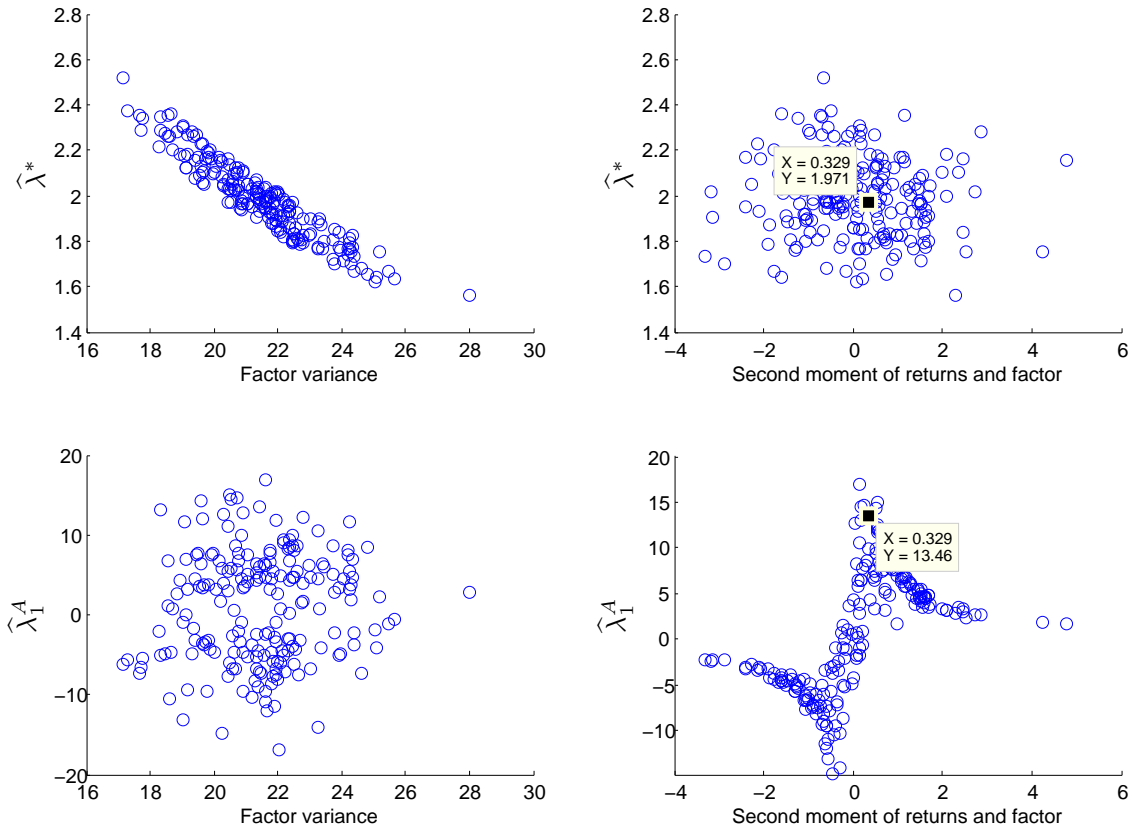 2.8
2.6
2.4
2.2
2
1.8
1.6
1.4
λ̂*
16 18 20 22 24 26 28 30
Factor variance
2.8
2.6
2.4
2.2
2
1.8
1.6
1.4
λ̂*
X = 0.329
Y = 1.971
−4 −2 0 2 4 6
Second moment of returns and factor
20
10
0
−10
−20
λ̂₁ᴬ
16 18 20 22 24 26 28 30
Factor variance
20
15
10
5
0
−5
−10
λ̂₁ᴬ
X = 0.329
Y = 13.46
−4 −2 0 2 4 6
Second moment of returns and factor